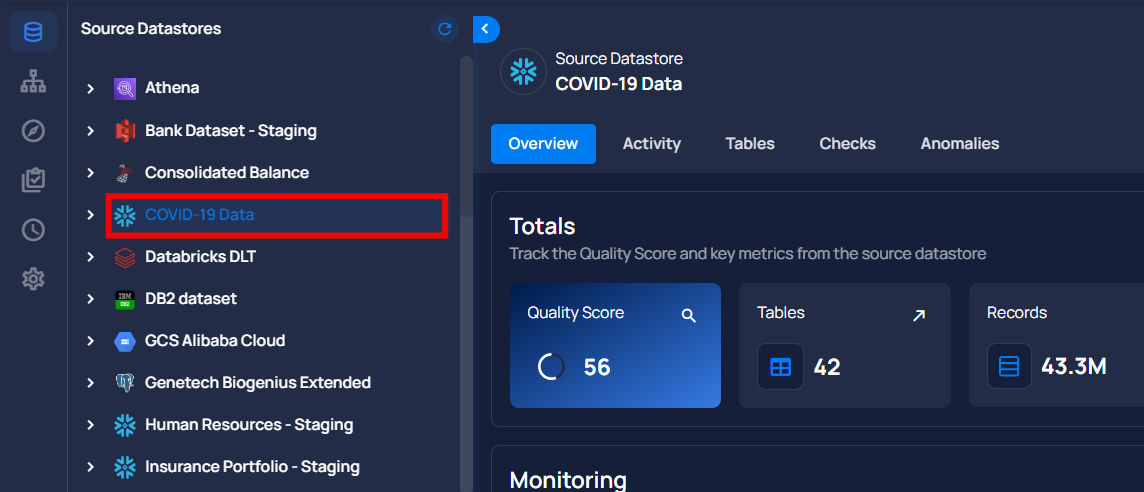 Source Datastores
Athena
Bank Dataset - Staging
Consolidated Balance
COVID-19 Data
Databricks DLT
IBM
DB2
DB2 dataset
GCS Alibaba Cloud
Genetech Biogenius Extended
Human Resources - Staging
Insurance Portfolio - Staging
Source Datastore
COVID-19 Data
Overview Activity Tables Checks Anomalies
Totals
Track the Quality Score and key metrics from the source datastore
Quality Score Tables Records
56 42 43.3M
Monitoring